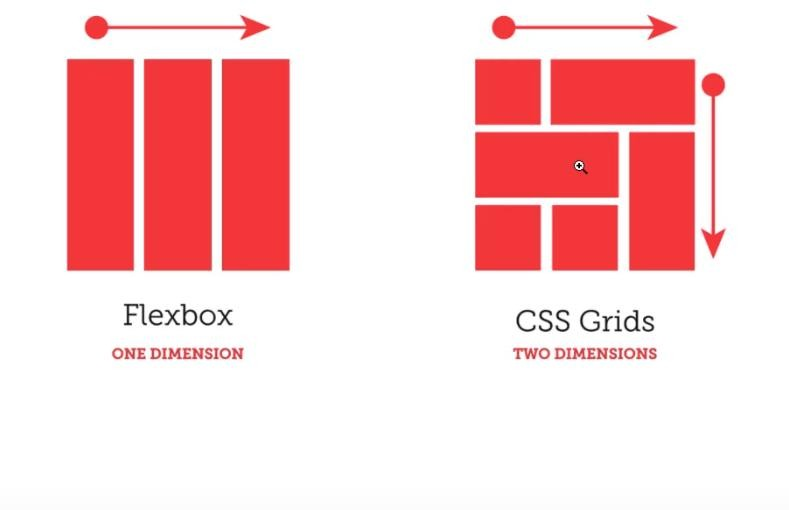 Flexbox
ONE DIMENSION
CSS Grids
TWO DIMENSIONS